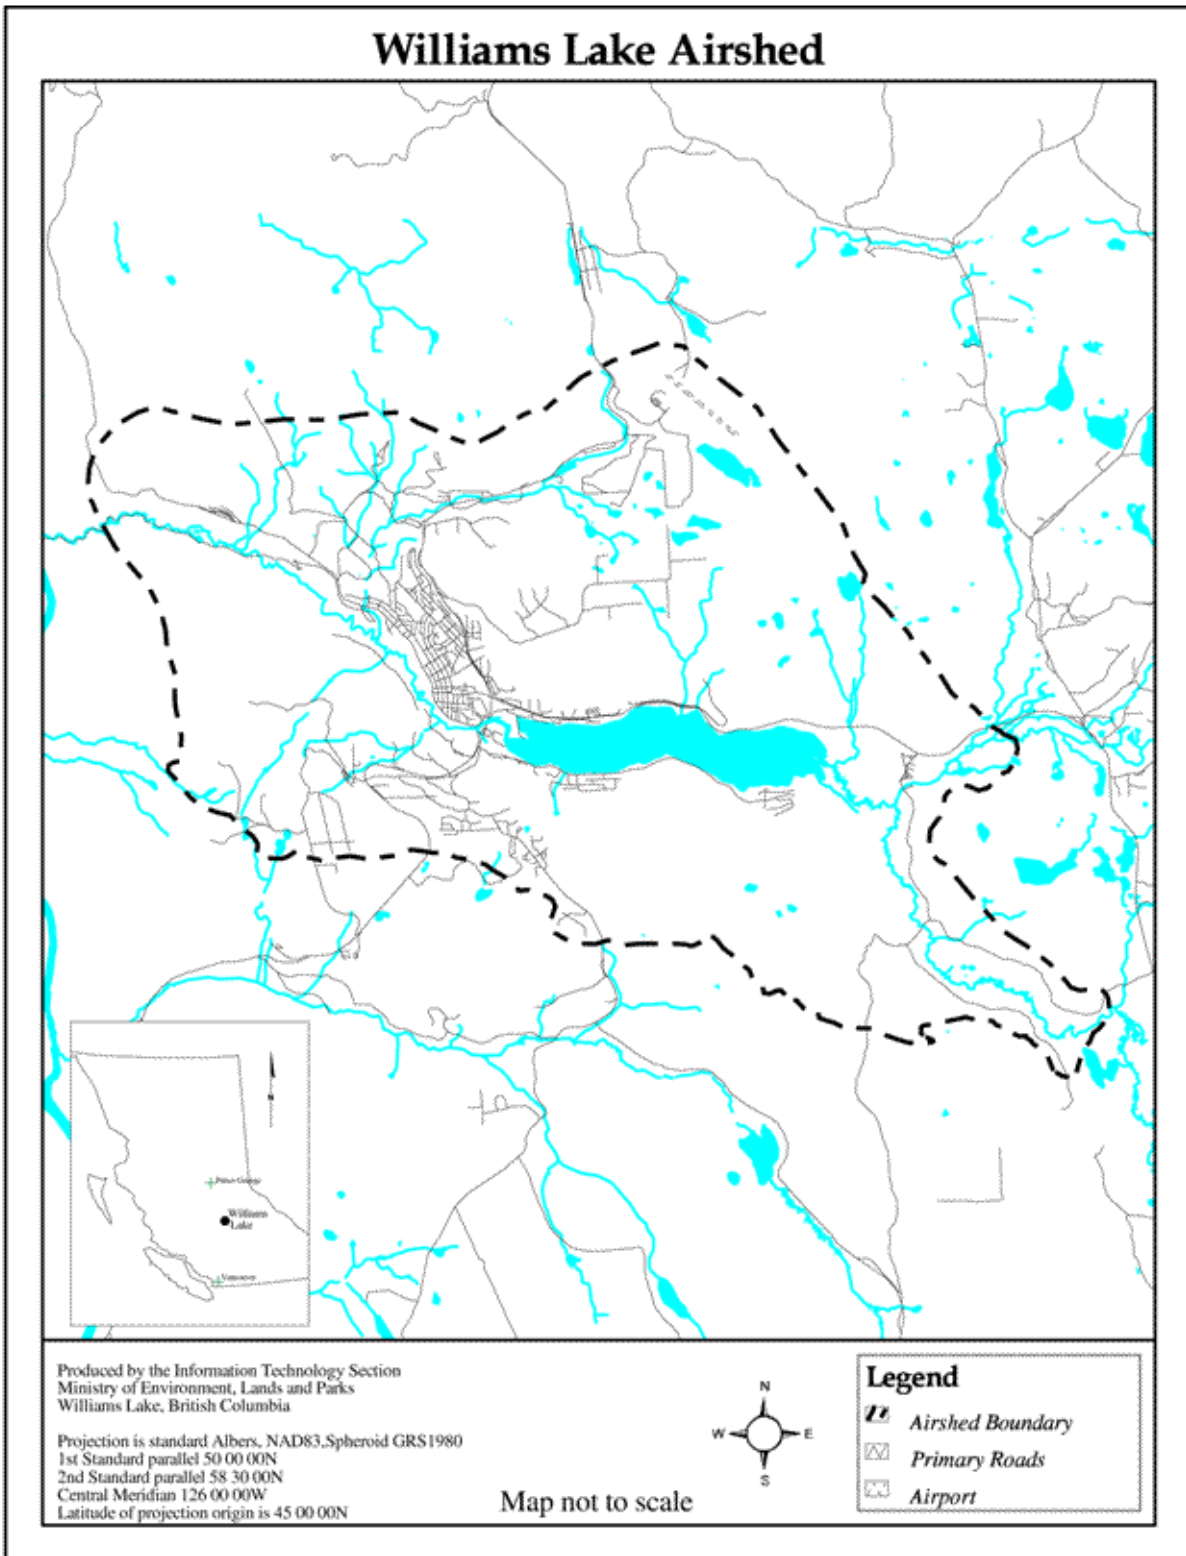 Williams Lake Airshed
N
Prince George
Williams
Lake
Vancouver
Produced by the Information Technology Section
Ministry of Environment, Lands and Parks
Williams Lake, British Columbia
Projection is standard Albers, NAD83,Spheroid GRS1980
1st Standard parallel 50 00 00N
2nd Standard parallel 58 30 00N
Central Meridian 126 00 00W
Latitude of projection origin is 45 00 00N
N
W
E
S
Map not to scale
Legend
Airshed Boundary
Primary Roads
Airport